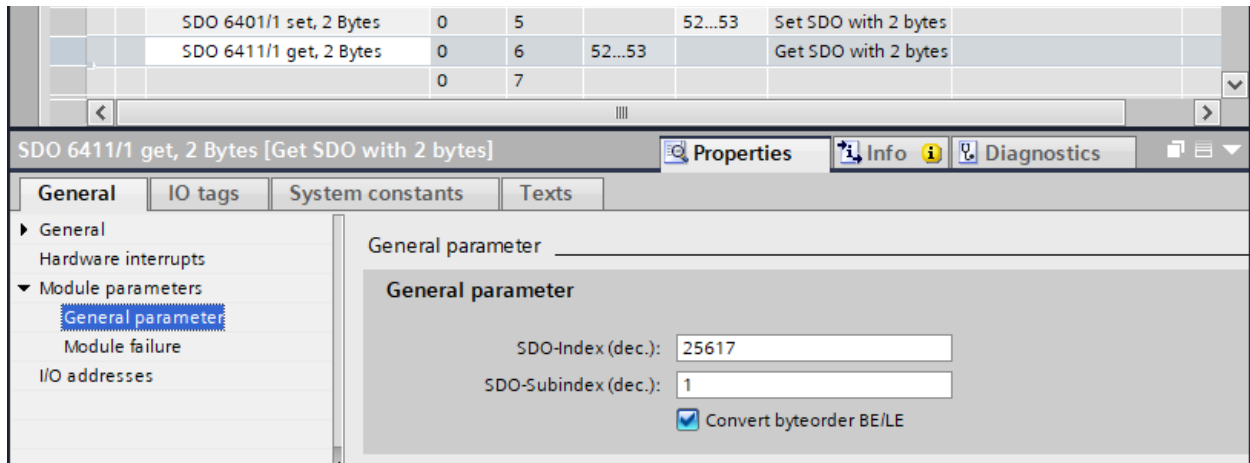 SDO 6401/1 set, 2 Bytes 0 5 52...53 Set SDO with 2 bytes
SDO 6411/1 get, 2 Bytes 0 6 52...53 Get SDO with 2 bytes
0 7
SDO 6411/1 get, 2 Bytes [Get SDO with 2 bytes] Properties Info Diagnostics
General IO tags System constants Texts
General
Hardware interrupts
Module parameters
General parameter
Module failure
I/O addresses
General parameter
General parameter
SDO-Index (dec.): 25617
SDO-Subindex (dec.): 1
Convert byteorder BE/LE